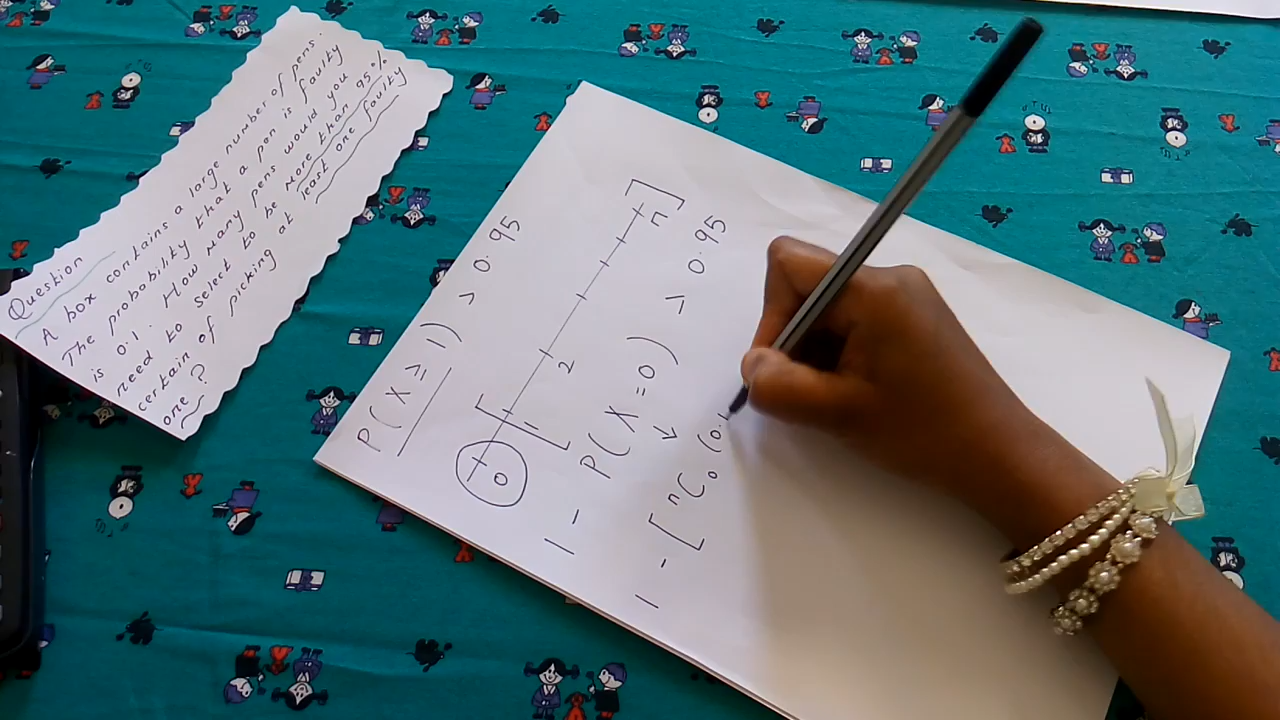 Question
A box contains a large number of pens.
The probability that a pen is faulty
is 0.1. How many pens would you
need to select to be more than 95%
certain of picking at least one faulty
one?
P(X ≥ 1) > 0.95
0 1 2 n
1 - P(X = 0) > 0.95
1 - [ⁿC₀ (0.1